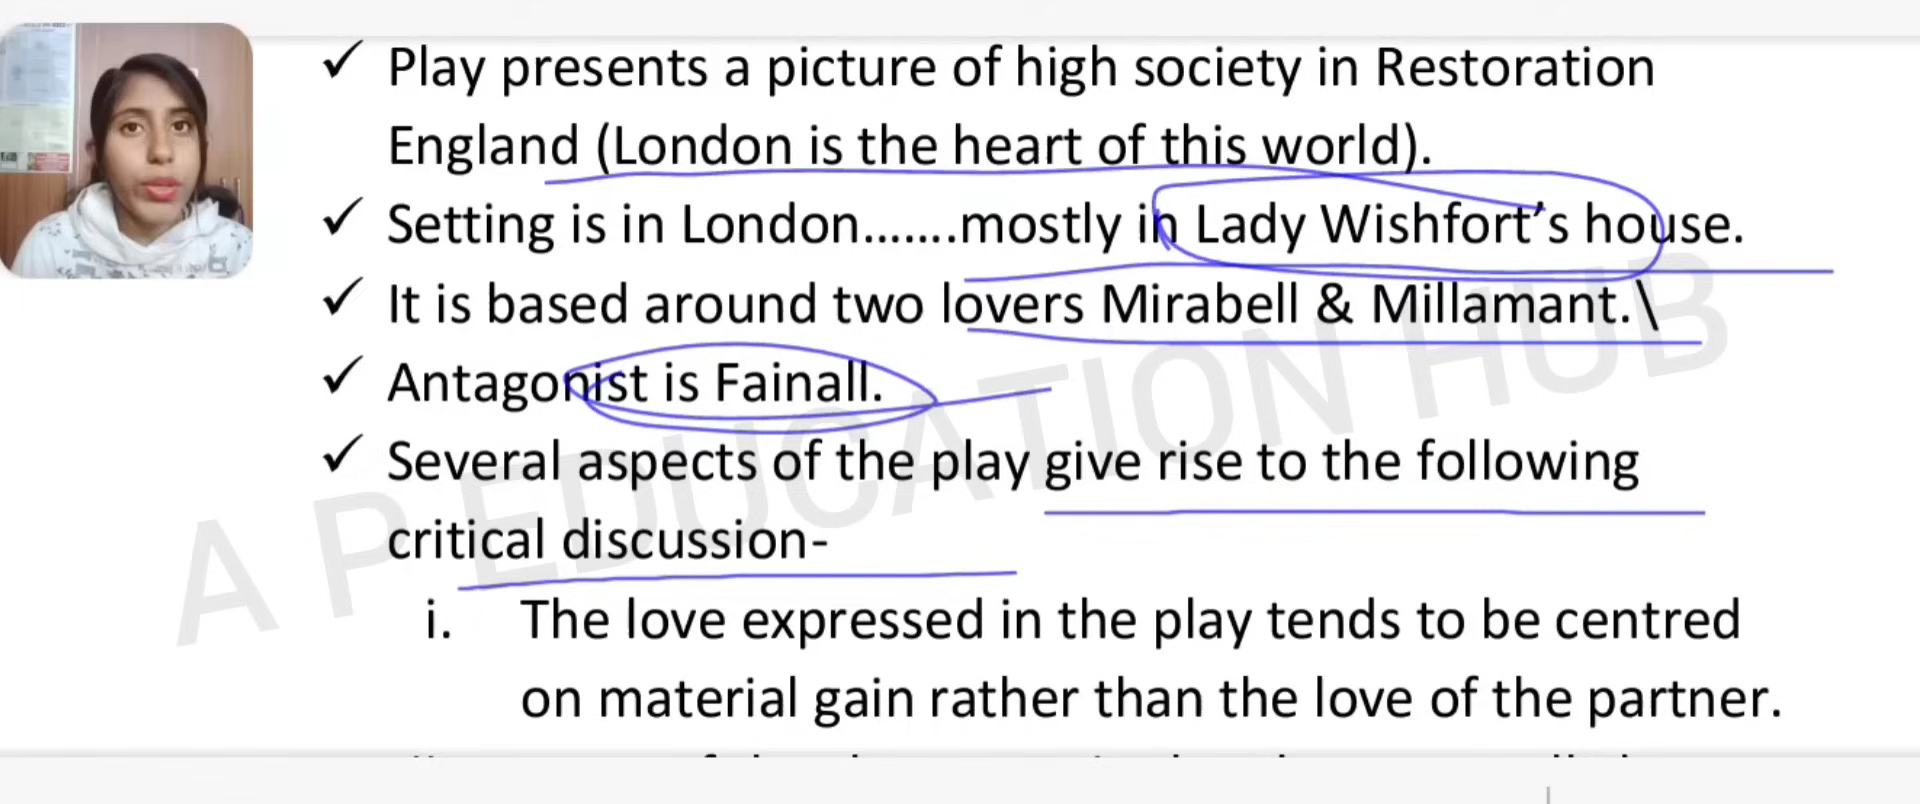 ✓ Play presents a picture of high society in Restoration
England (London is the heart of this world).
✓ Setting is in London.......mostly in Lady Wishfort's house.
✓ It is based around two lovers Mirabell & Millamant.\
✓ Antagonist is Fainall.
✓ Several aspects of the play give rise to the following
critical discussion-
i. The love expressed in the play tends to be centred
on material gain rather than the love of the partner.
A P EDUCATION HUB